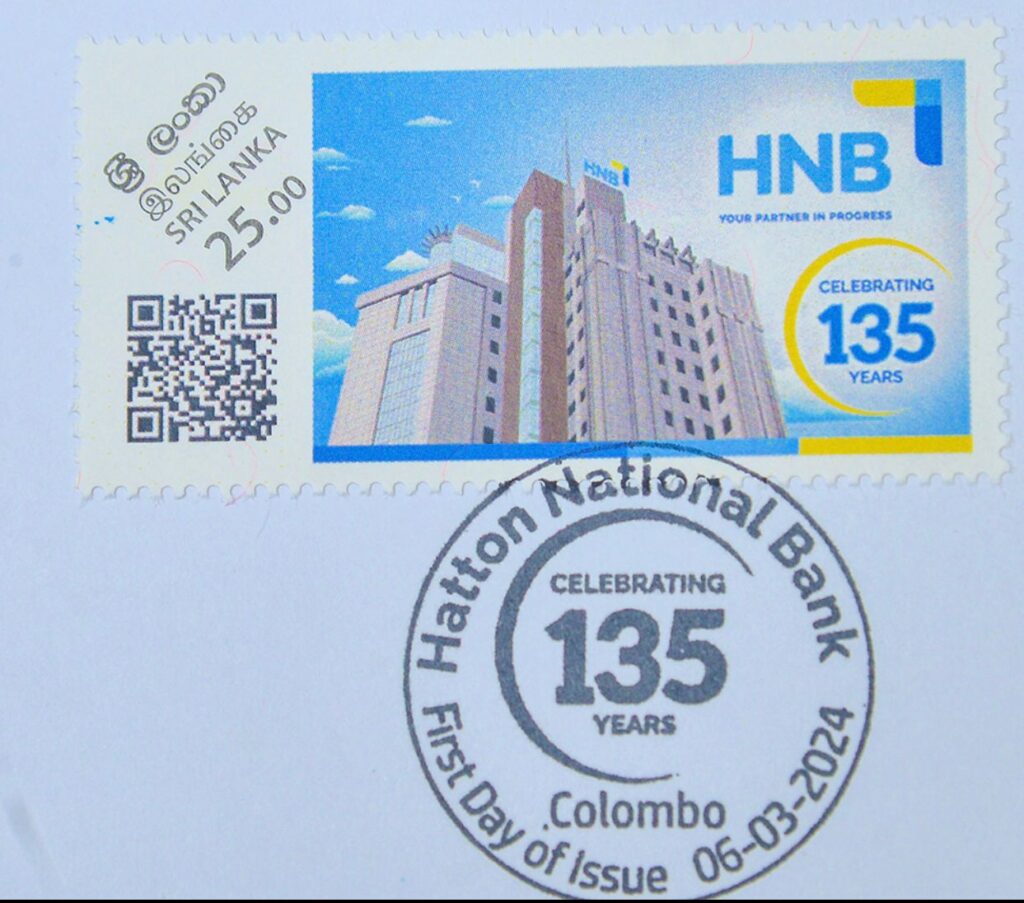 ශ්‍රී ලංකා
இலங்கை
SRI LANKA
25.00
HNB
HNB
YOUR PARTNER IN PROGRESS
CELEBRATING
135
YEARS
Hatton National Bank
CELEBRATING
135
YEARS
.Colombo
First Day of Issue 06-03-2024